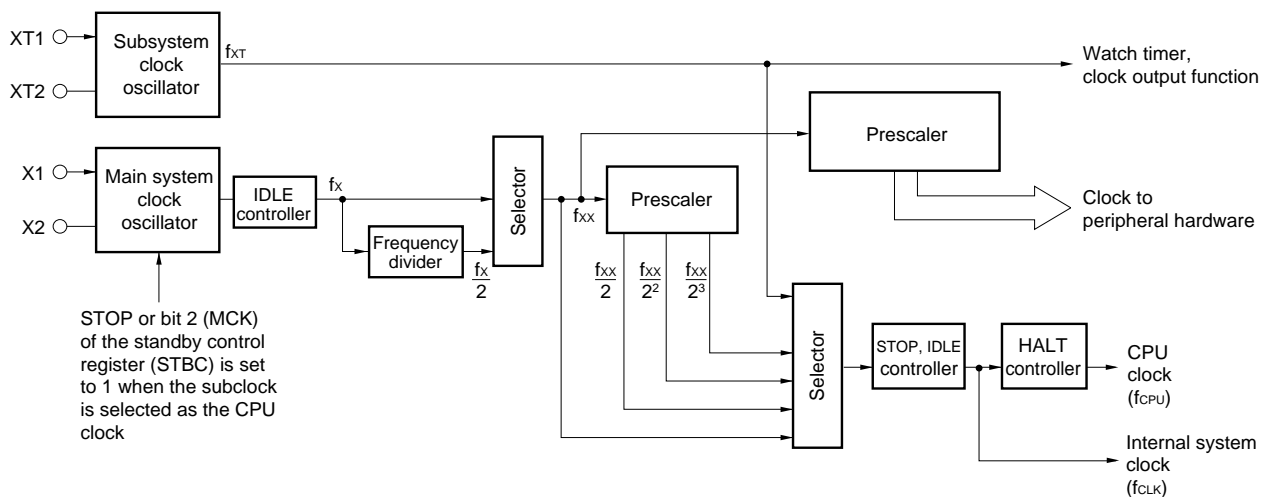 XT1
XT2
Subsystem
clock
oscillator
fXT
Watch timer,
clock output function
Prescaler
Clock to
peripheral hardware
X1
X2
Main system
clock
oscillator
IDLE
controller
fX
Frequency
divider
fX
2
Selector
fXX
Prescaler
fXX
2
fXX
2²
fXX
2³
STOP or bit 2 (MCK)
of the standby control
register (STBC) is set
to 1 when the subclock
is selected as the CPU
clock
Selector
STOP, IDLE
controller
HALT
controller
CPU
clock
(fCPU)
Internal system
clock
(fCLK)